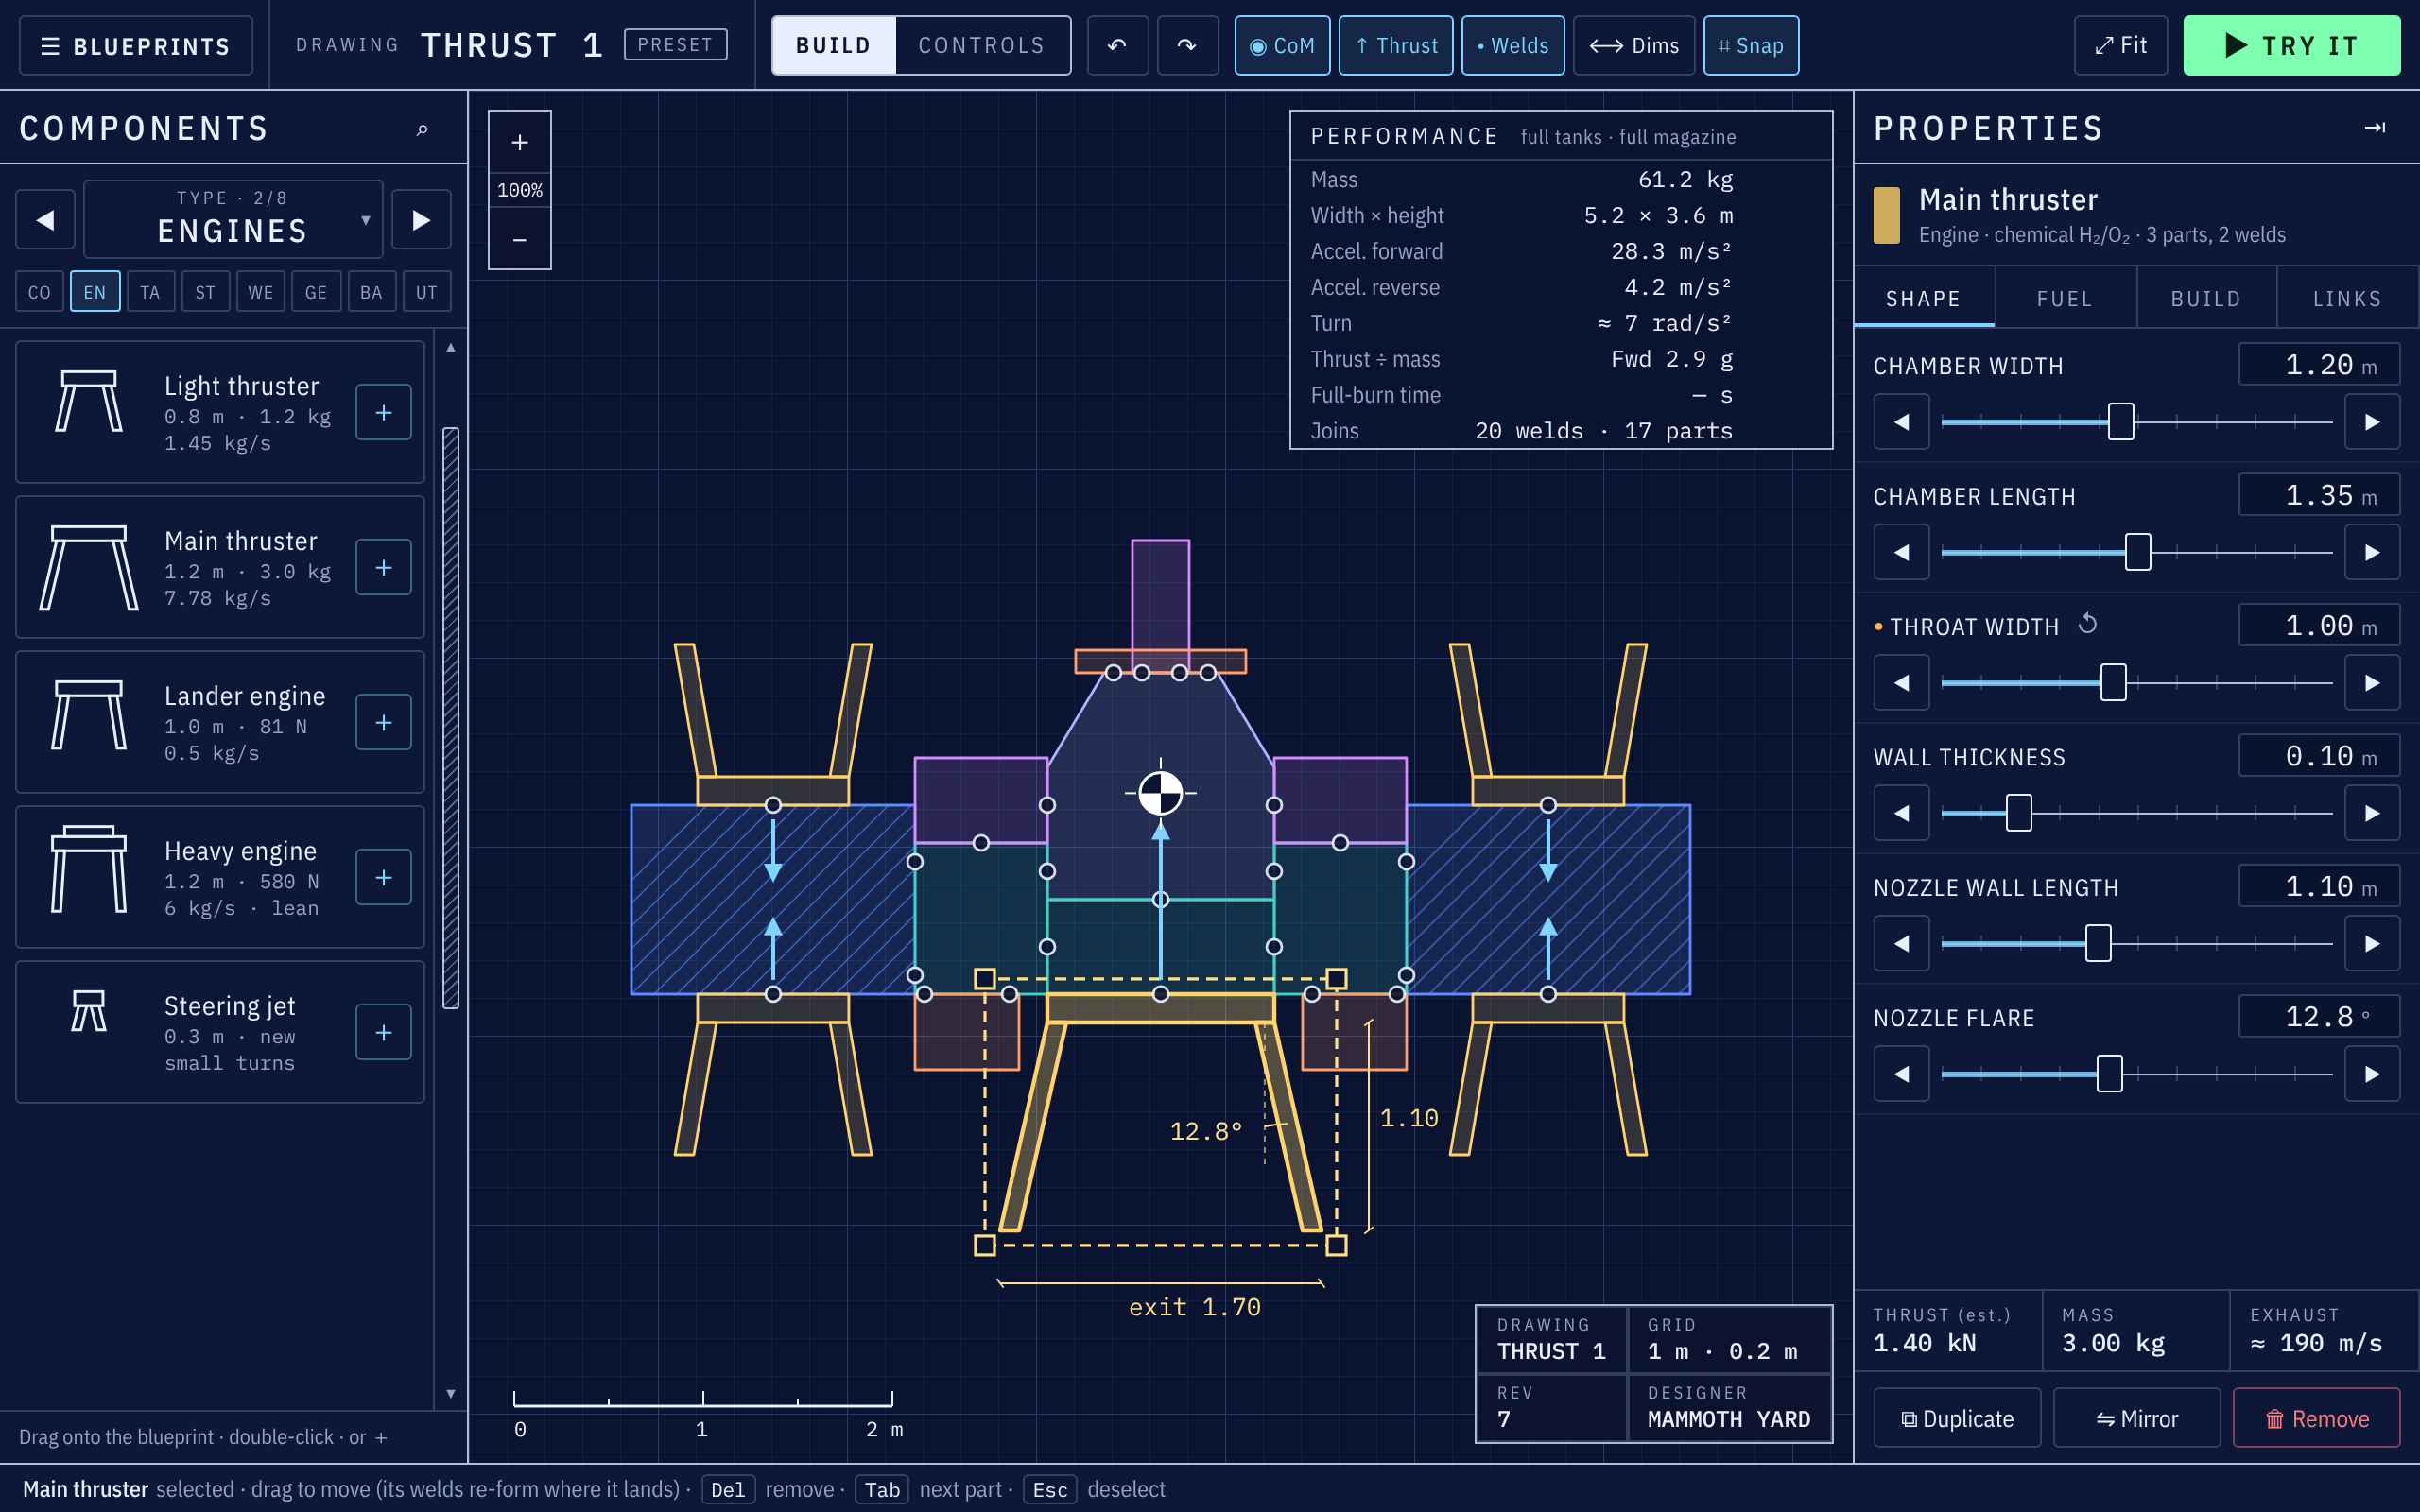 ☰ BLUEPRINTS
DRAWING THRUST 1 PRESET
BUILD CONTROLS
↶ ↷
◉ CoM ↑ Thrust • Welds ⟷ Dims ⌗ Snap
⤢ Fit ▶ TRY IT
COMPONENTS
TYPE · 2/8
ENGINES
CO EN TA ST WE GE BA UT
Light thruster
0.8 m · 1.2 kg
1.45 kg/s
+
Main thruster
1.2 m · 3.0 kg
7.78 kg/s
+
Lander engine
1.0 m · 81 N
0.5 kg/s
+
Heavy engine
1.2 m · 580 N
6 kg/s · lean
+
Steering jet
0.3 m · new
small turns
+
Drag onto the blueprint · double-click · or +
+
100%
−
PERFORMANCE full tanks · full magazine
Mass 61.2 kg
Width × height 5.2 × 3.6 m
Accel. forward 28.3 m/s²
Accel. reverse 4.2 m/s²
Turn ≈ 7 rad/s²
Thrust ÷ mass Fwd 2.9 g
Full-burn time — s
Joins 20 welds · 17 parts
12.8°
1.10
exit 1.70
0 1 2 m
DRAWING
THRUST 1
GRID
1 m · 0.2 m
REV
7
DESIGNER
MAMMOTH YARD
PROPERTIES
Main thruster
Engine · chemical H₂/O₂ · 3 parts, 2 welds
SHAPE FUEL BUILD LINKS
CHAMBER WIDTH 1.20 m
CHAMBER LENGTH 1.35 m
• THROAT WIDTH 1.00 m
WALL THICKNESS 0.10 m
NOZZLE WALL LENGTH 1.10 m
NOZZLE FLARE 12.8 °
THRUST (est.)
1.40 kN
MASS
3.00 kg
EXHAUST
≈ 190 m/s
Duplicate
⇋ Mirror
Remove
Main thruster selected · drag to move (its welds re-form where it lands) · Del remove · Tab next part · Esc deselect